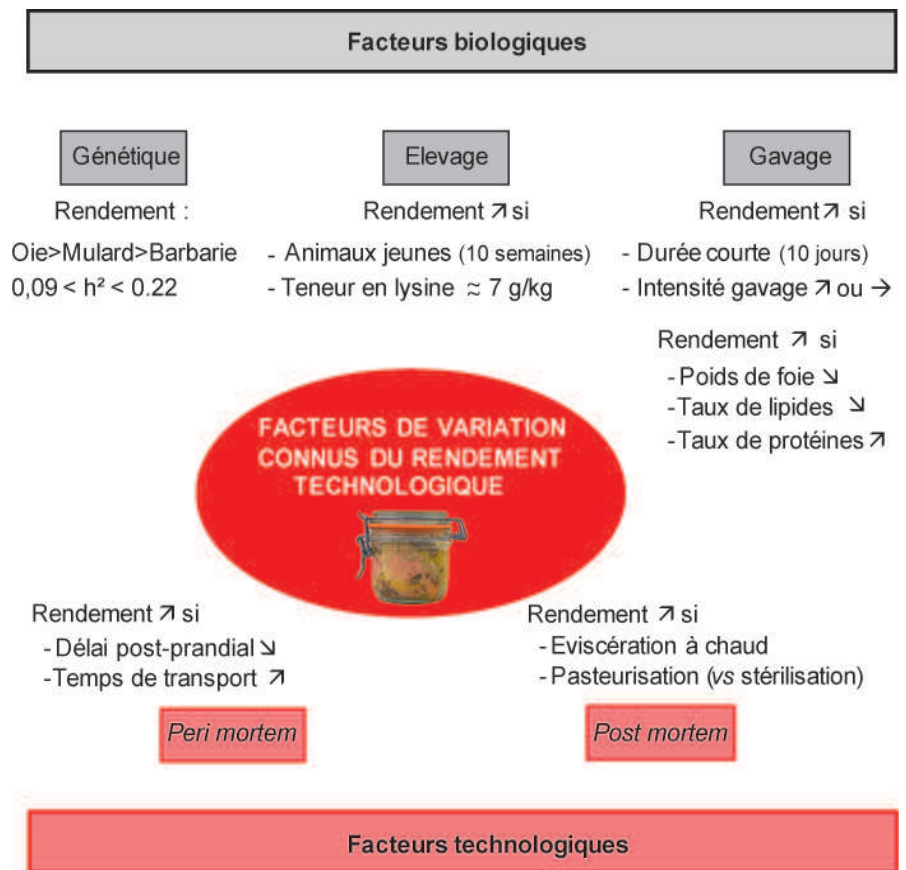 Facteurs biologiques
Génétique
Rendement :
Oie>Mulard>Barbarie
0,09 < h² < 0.22
Elevage
Rendement ↗ si
- Animaux jeunes (10 semaines)
- Teneur en lysine ≈ 7 g/kg
Gavage
Rendement ↗ si
- Durée courte (10 jours)
- Intensité gavage ↗ ou →
Rendement ↗ si
- Poids de foie ↘
- Taux de lipides ↘
- Taux de protéines ↗
FACTEURS DE VARIATION
CONNUS DU RENDEMENT
TECHNOLOGIQUE
Rendement ↗ si
- Délai post-prandial ↘
- Temps de transport ↗
Peri mortem
Rendement ↗ si
- Eviscération à chaud
- Pasteurisation (vs stérilisation)
Post mortem
Facteurs technologiques